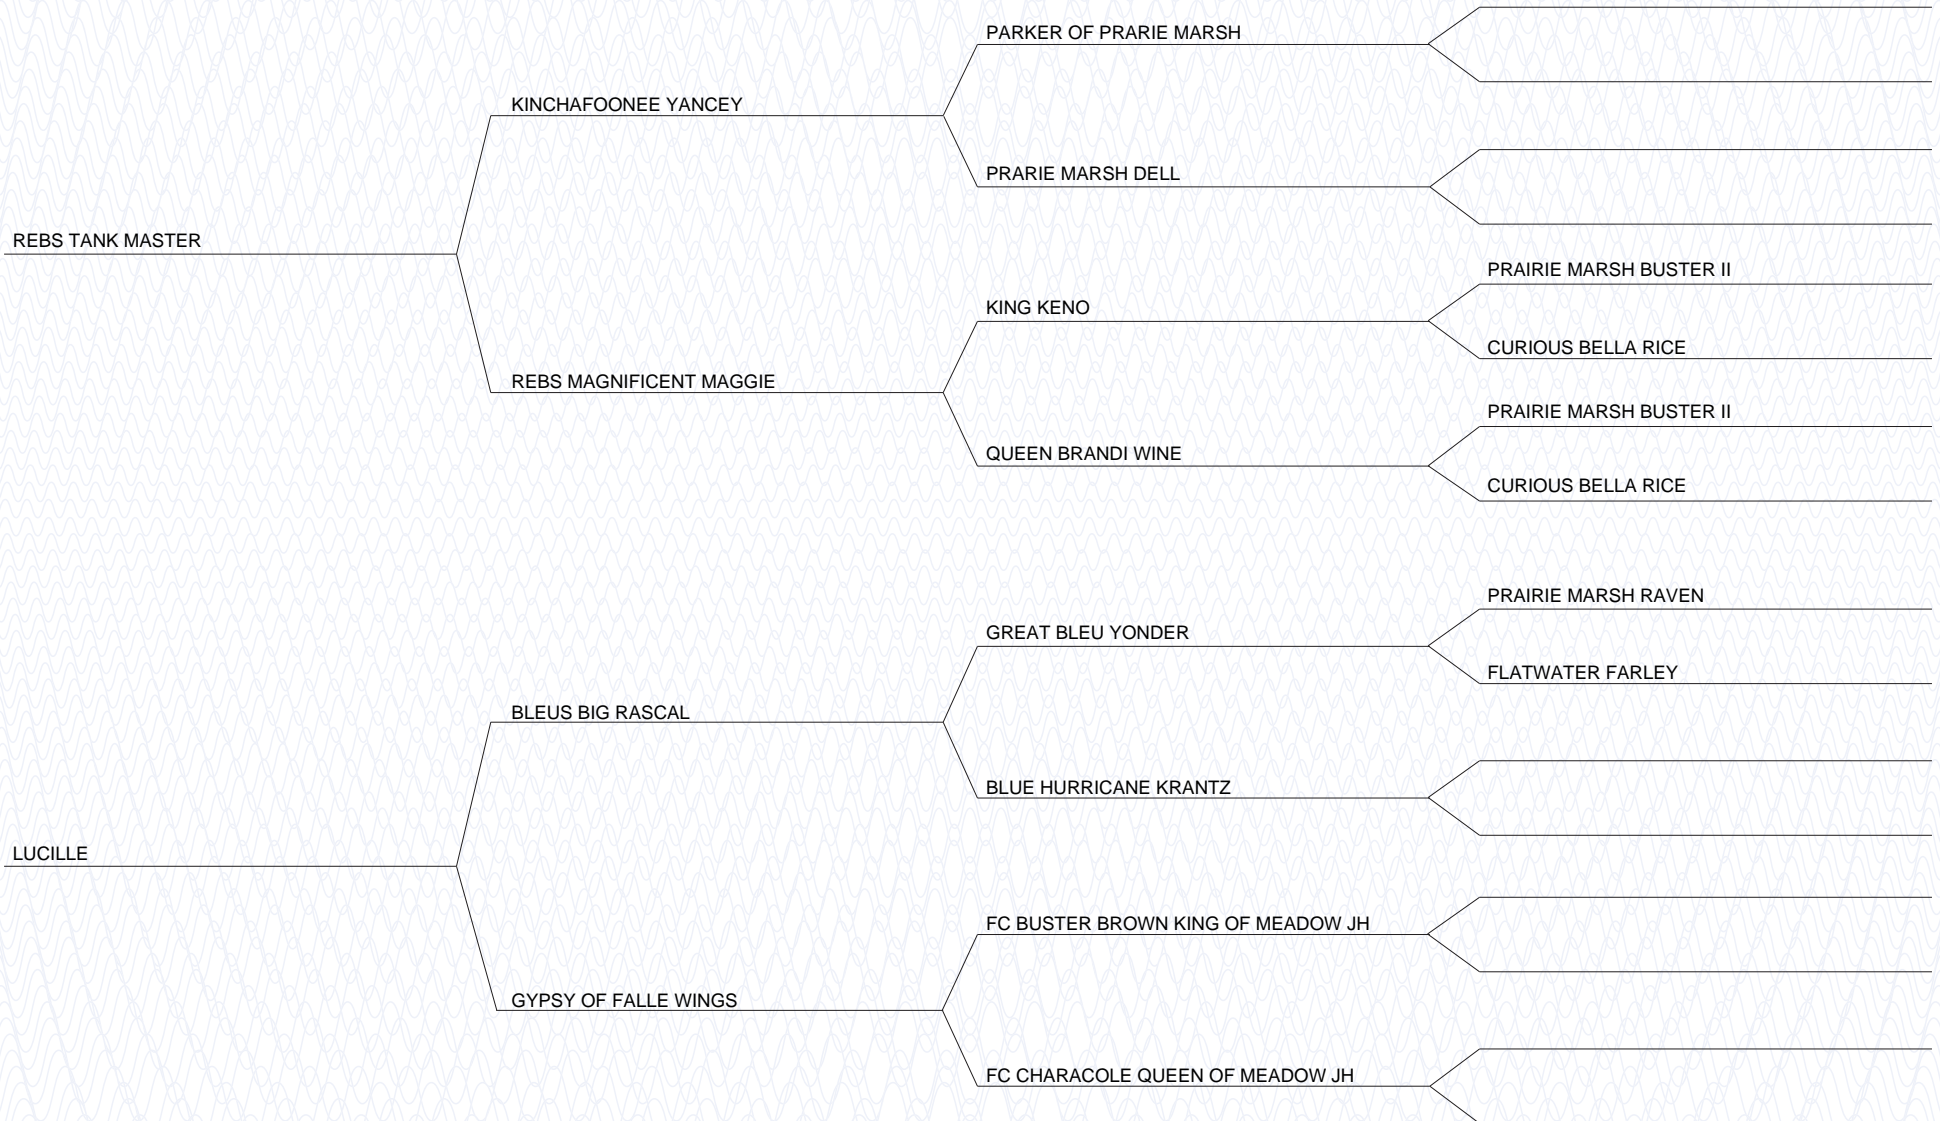 PARKER OF PRARIE MARSH
KINCHAFOONEE YANCEY
PRARIE MARSH DELL
REBS TANK MASTER
PRAIRIE MARSH BUSTER II
KING KENO
CURIOUS BELLA RICE
REBS MAGNIFICENT MAGGIE
PRAIRIE MARSH BUSTER II
QUEEN BRANDI WINE
CURIOUS BELLA RICE
PRAIRIE MARSH RAVEN
GREAT BLEU YONDER
FLATWATER FARLEY
BLEUS BIG RASCAL
BLUE HURRICANE KRANTZ
LUCILLE
FC BUSTER BROWN KING OF MEADOW JH
GYPSY OF FALLE WINGS
FC CHARACOLE QUEEN OF MEADOW JH